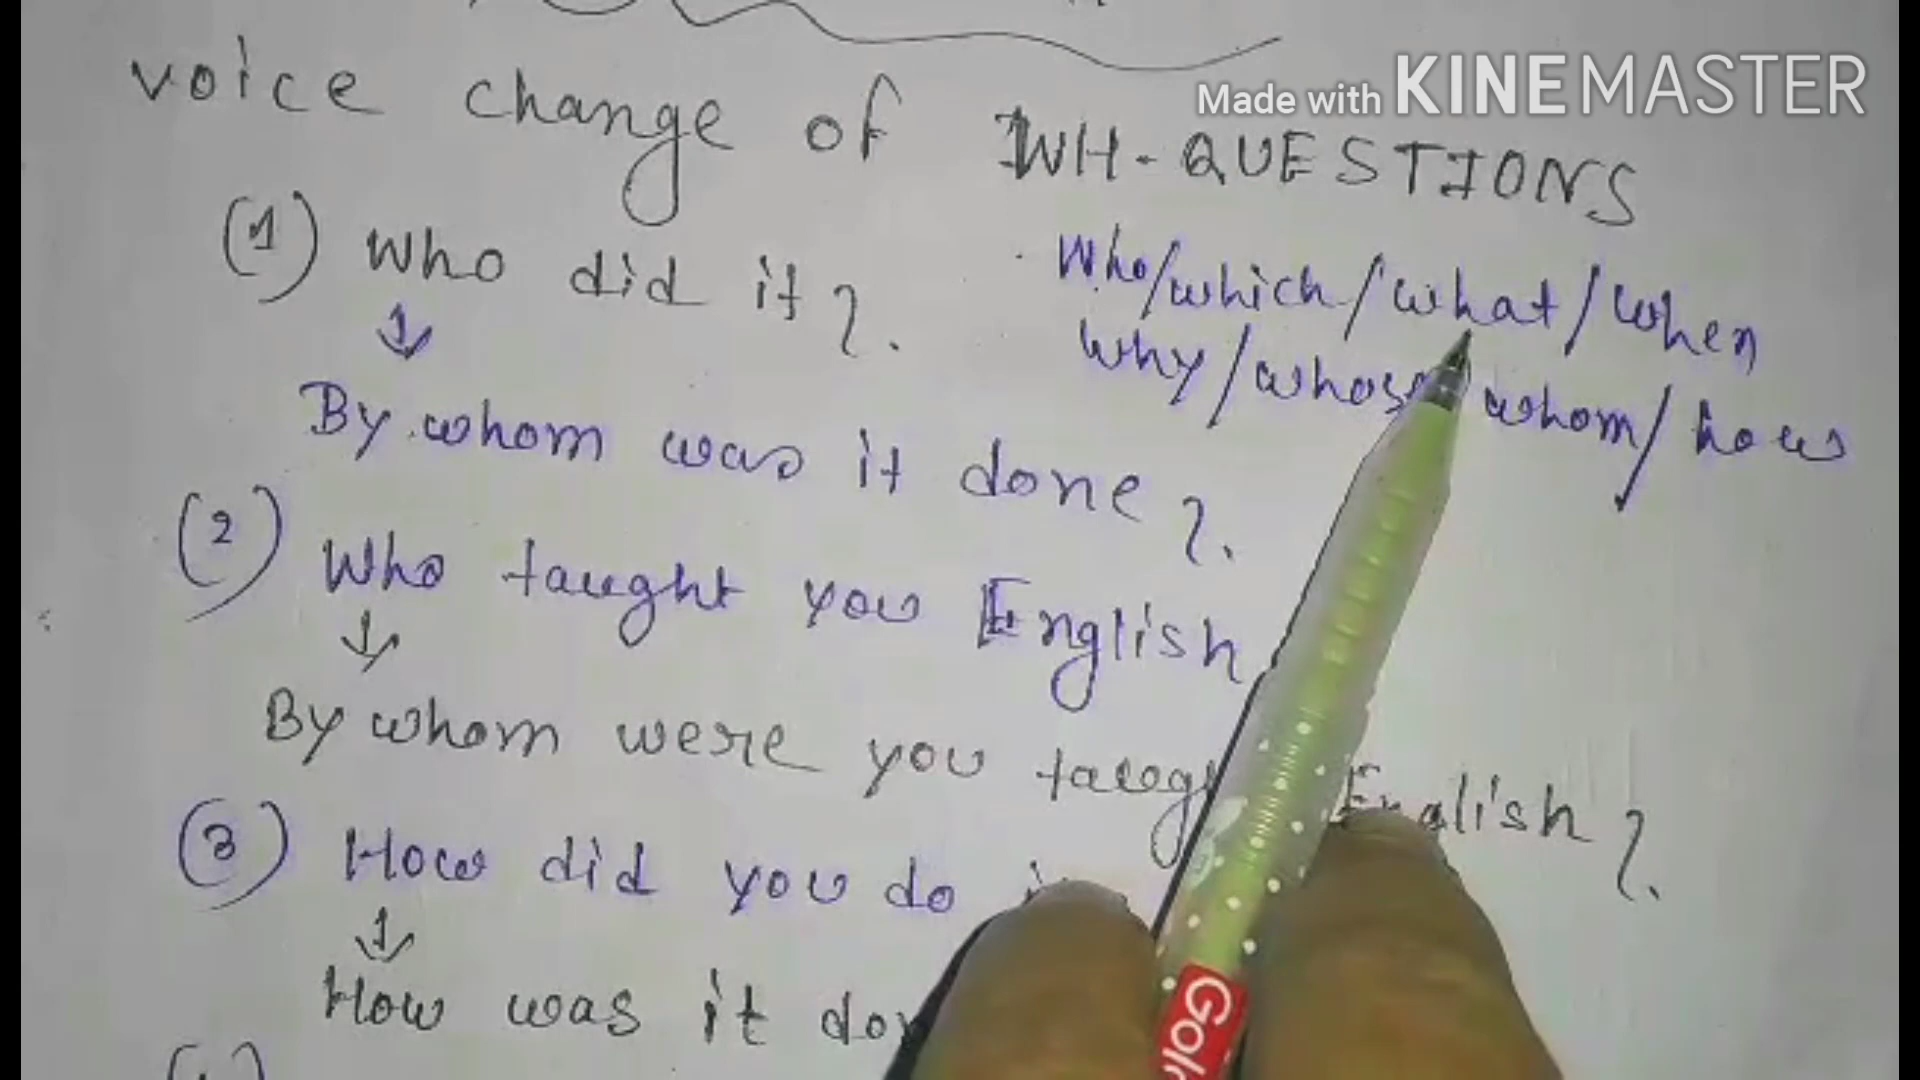 Made with KINEMASTER
voice change of WH-QUESTIONS
(1) Who did it?
Who/which/what/when
why/whose whom/how
By whom was it done?
(2) Who taught you English
By whom were you English?
(3) How did you do
How was it